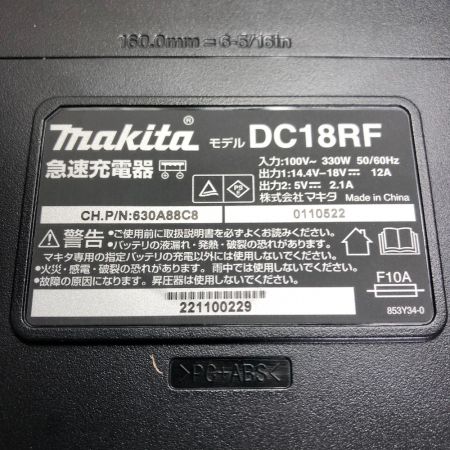 160.0mm=6-5/16in
makita モデル DC18RF
急速充電器
入力:100V~ 330W 50/60Hz
出力1:14.4V-18V⎓ 12A
出力2: 5V⎓ 2.1A
株式会社マキタ Made in China
PS
CH.P/N:630A88C8
0110522
⚠警告
●ご使用前に取扱説明書を必ずよくお読みください。
●バッテリの液漏れ・発熱・破裂の恐れがあります。
マキタ専用の指定バッテリの充電以外には使用しないでください。
●火災・感電・破裂の恐れあり。雨中では使用しないでください。
●故障の原因になります。昇圧器は使用しないでください。
F10A
221100229
853Y34-0
>PC+ABS<